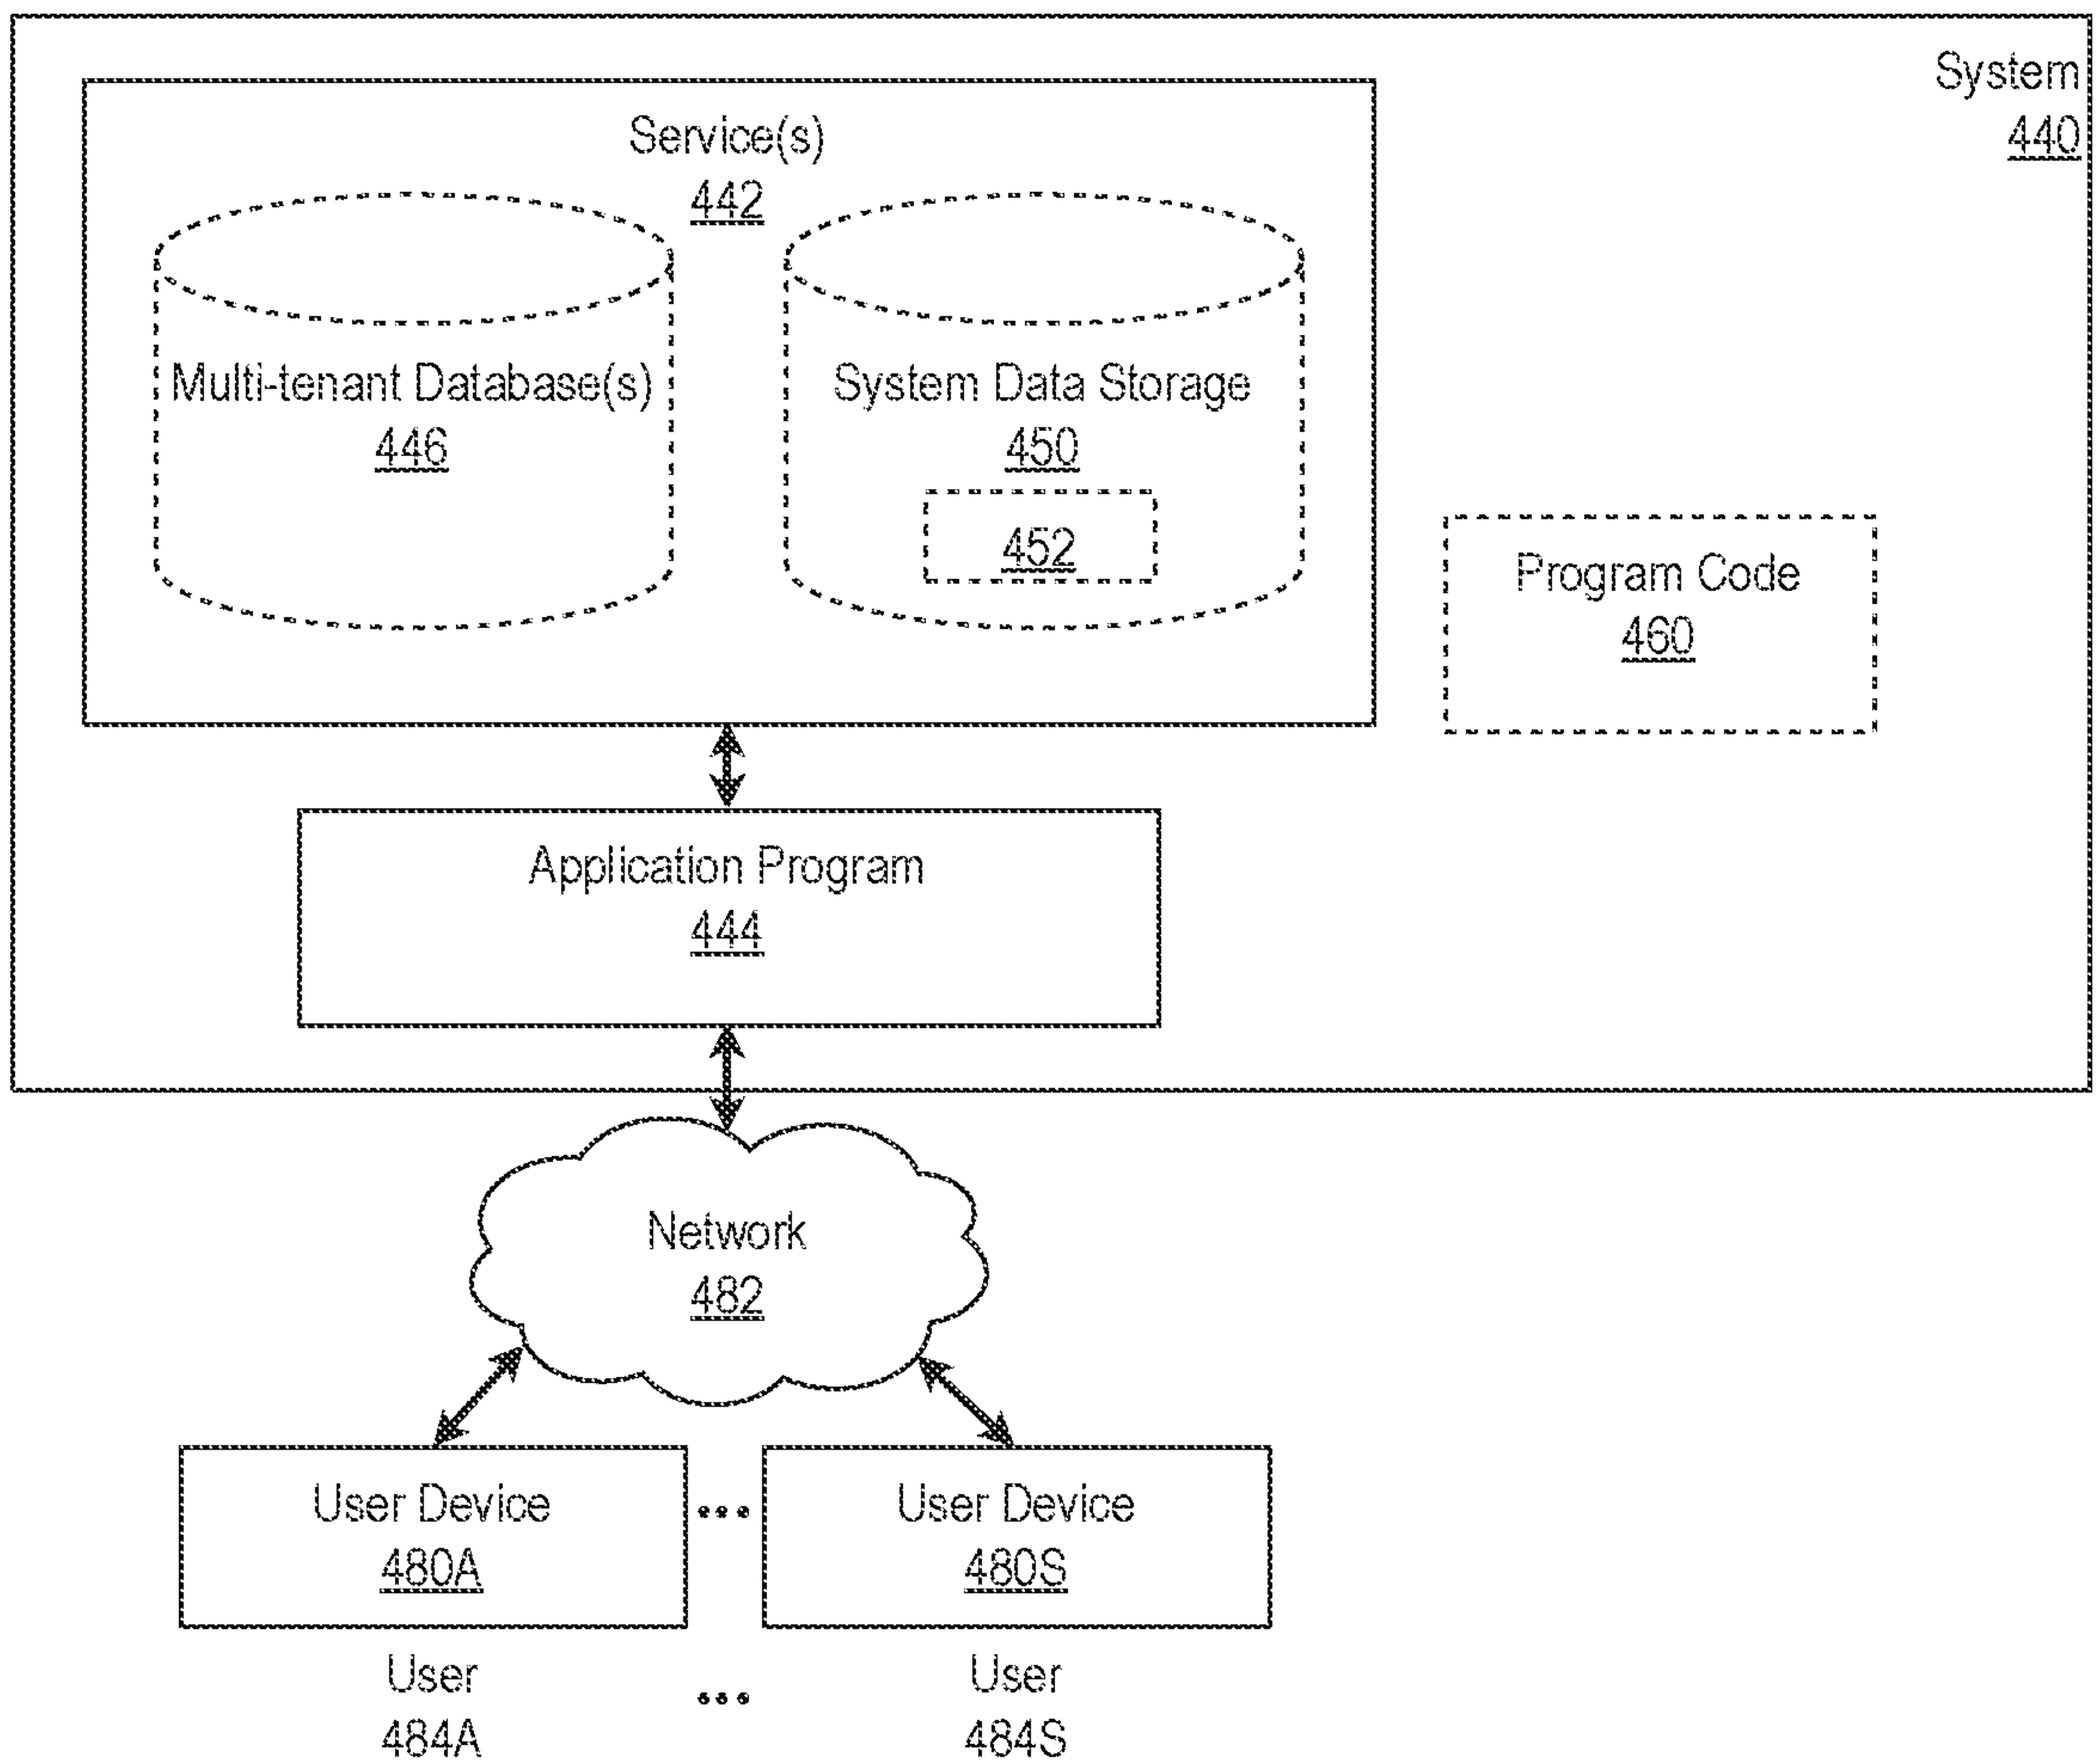 System
440
Service(s)
442
Multi-tenant Database(s)
446
System Data Storage
450
452
Program Code
460
Application Program
444
Network
482
User Device
480A
...
User Device
480S
User
484A
...
User
484S